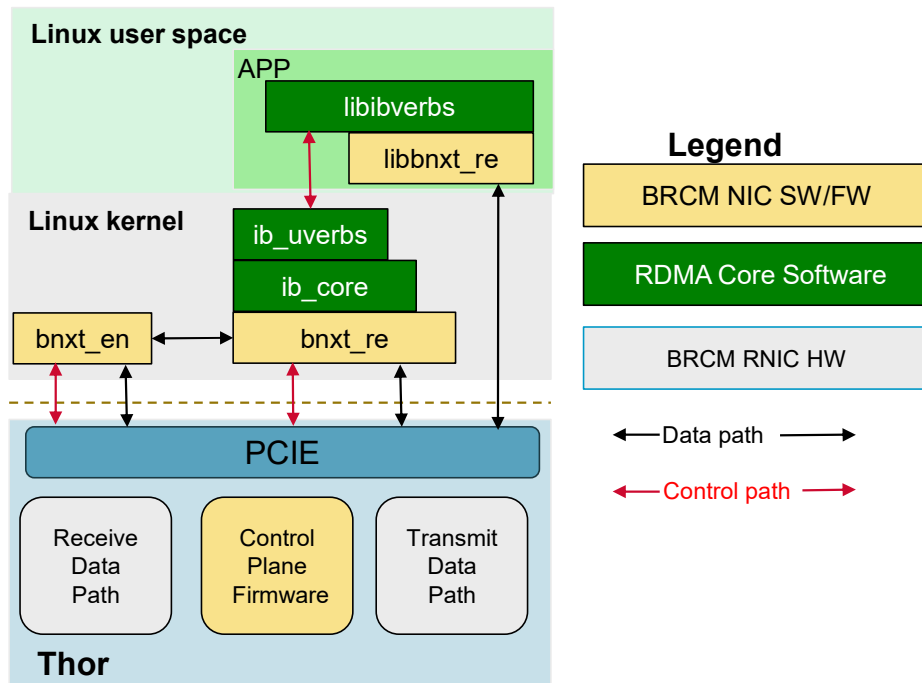 Linux user space
APP
libibverbs
libbnxt_re
Linux kernel
ib_uverbs
ib_core
bnxt_en
bnxt_re
PCIE
Receive
Data
Path
Control
Plane
Firmware
Transmit
Data
Path
Thor
Legend
BRCM NIC SW/FW
RDMA Core Software
BRCM RNIC HW
Data path
Control path